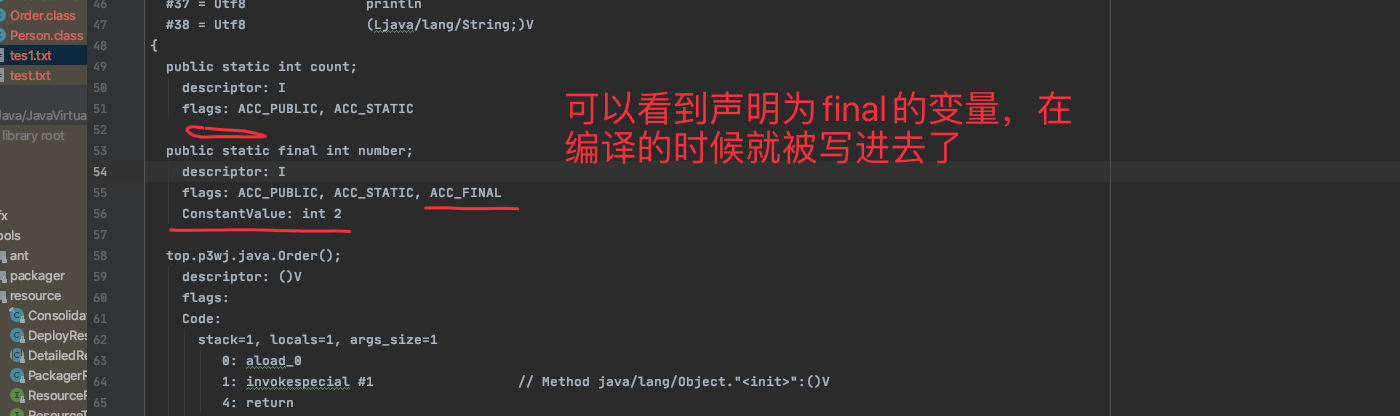 Order.class
Person.class
tes1.txt
test.txt
Java/JavaVirtua
library root
fx
ools
ant
packager
resource
Consolida
DeployRes
DetailedRe
PackagerR
ResourceF
46 #37 = Utf8 println
47 #38 = Utf8 (Ljava/lang/String;)V
48 {
49 public static int count;
50 descriptor: I
51 flags: ACC_PUBLIC, ACC_STATIC
52
53 public static final int number;
54 descriptor: I
55 flags: ACC_PUBLIC, ACC_STATIC, ACC_FINAL
56 ConstantValue: int 2
57
58 top.p3wj.java.Order();
59 descriptor: ()V
60 flags:
61 Code:
62 stack=1, locals=1, args_size=1
63 0: aload_0
64 1: invokespecial #1 // Method java/lang/Object."<init>":()V
65 4: return
可以看到声明为final的变量，在
编译的时候就被写进去了